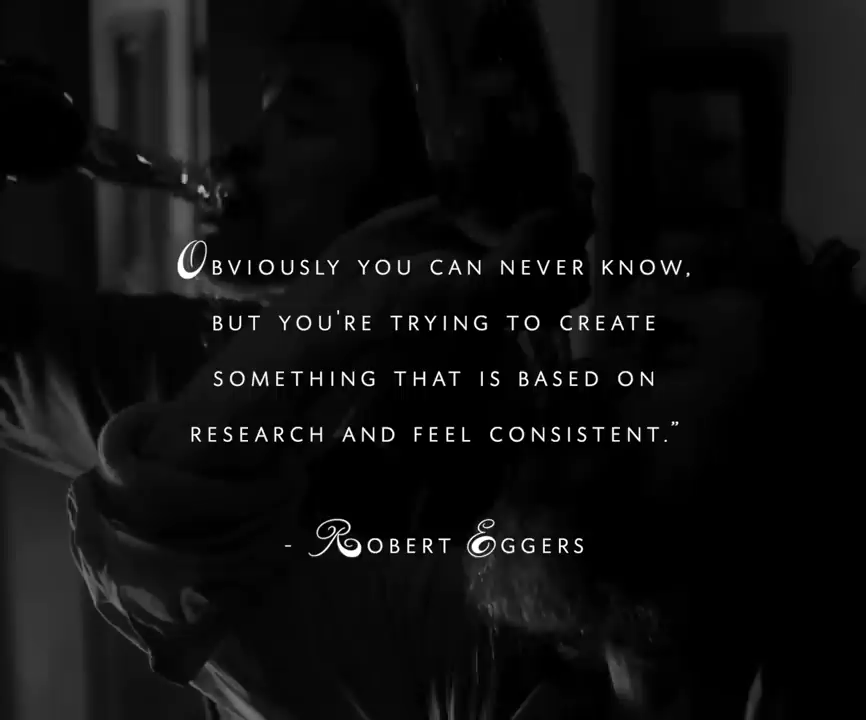 Obviously you can never know,
but you're trying to create
something that is based on
research and feel consistent.”
- Robert Eggers